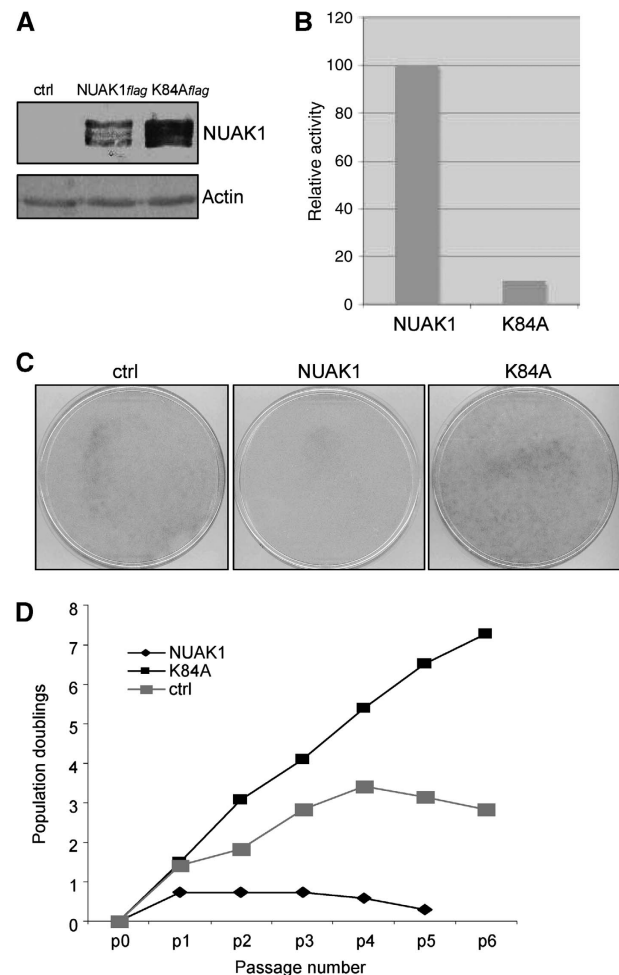 A
ctrl NUAK1flag K84Aflag
NUAK1
Actin
B
Relative activity
120
100
80
60
40
20
0
NUAK1 K84A
C
ctrl NUAK1 K84A
D
Population doublings
8
7
6
5
4
3
2
1
0
NUAK1
K84A
ctrl
p0 p1 p2 p3 p4 p5 p6
Passage number